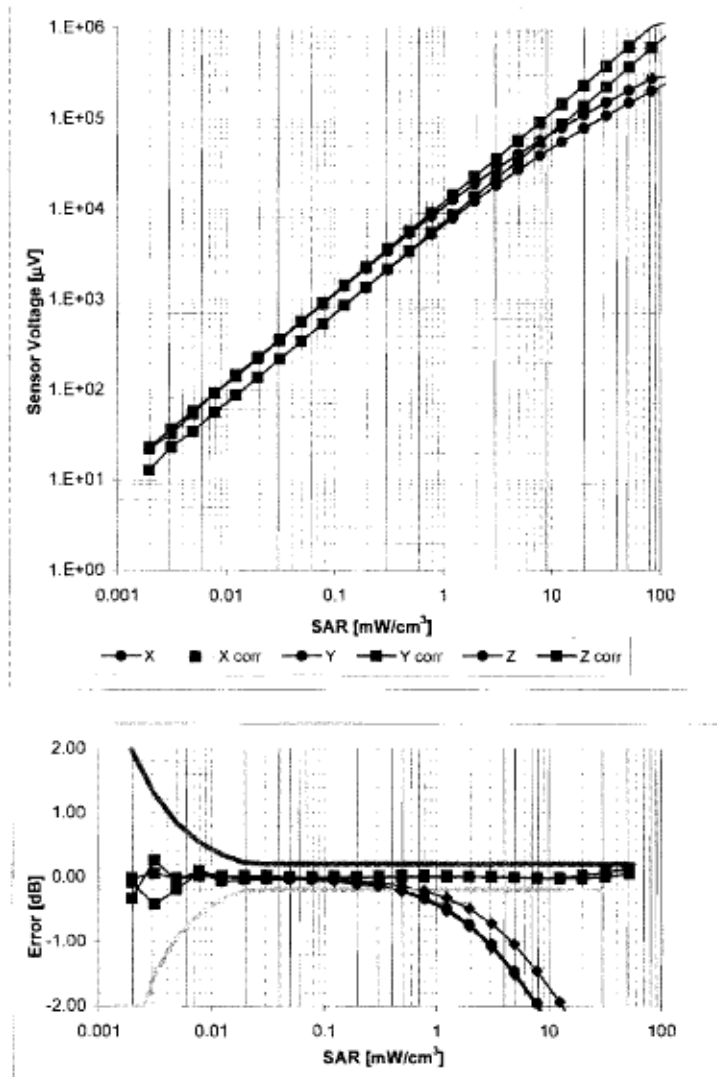 1.E+06
1.E+05
1.E+04
1.E+03
1.E+02
1.E+01
1.E+00
Sensor Voltage [µV]
0.001 0.01 0.1 1 10 100
SAR [mW/cm³]
X X corr Y Y corr Z Z corr
2.00
1.00
0.00
-1.00
-2.00
Error [dB]
0.001 0.01 0.1 1 10 100
SAR [mW/cm³]